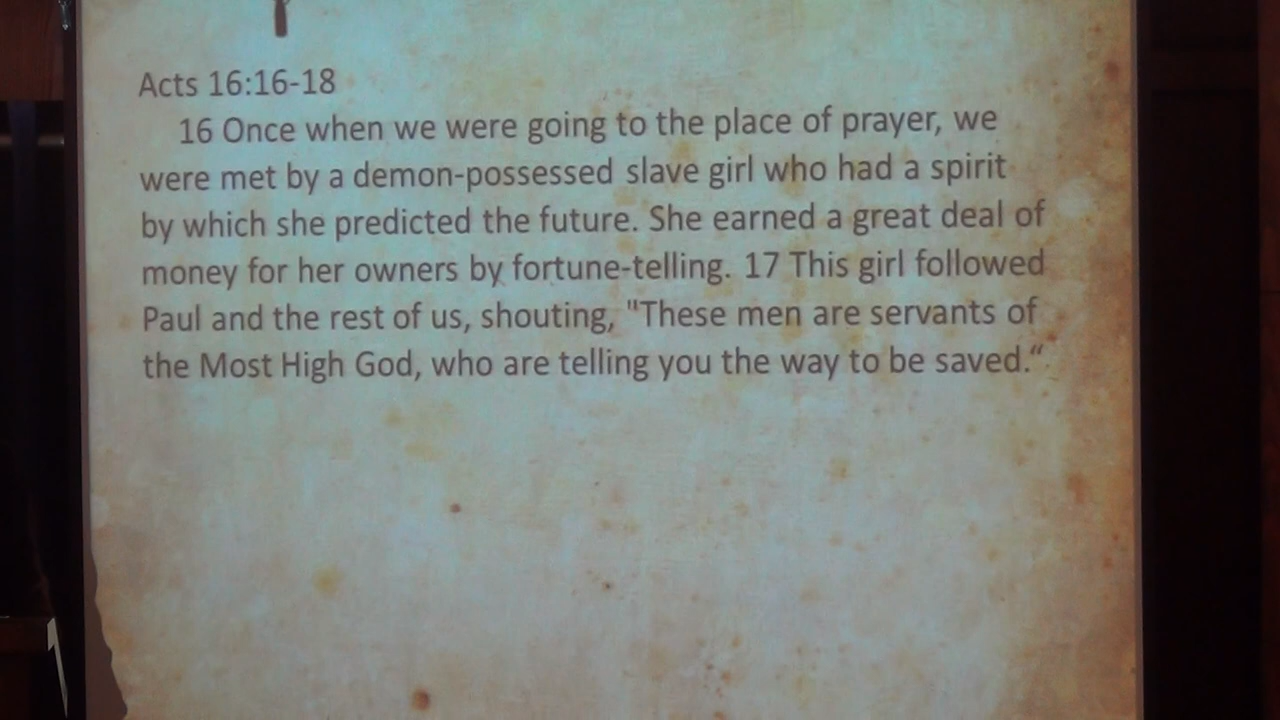 Acts 16:16-18
16 Once when we were going to the place of prayer, we
were met by a demon-possessed slave girl who had a spirit
by which she predicted the future. She earned a great deal of
money for her owners by fortune-telling. 17 This girl followed
Paul and the rest of us, shouting, "These men are servants of
the Most High God, who are telling you the way to be saved.“